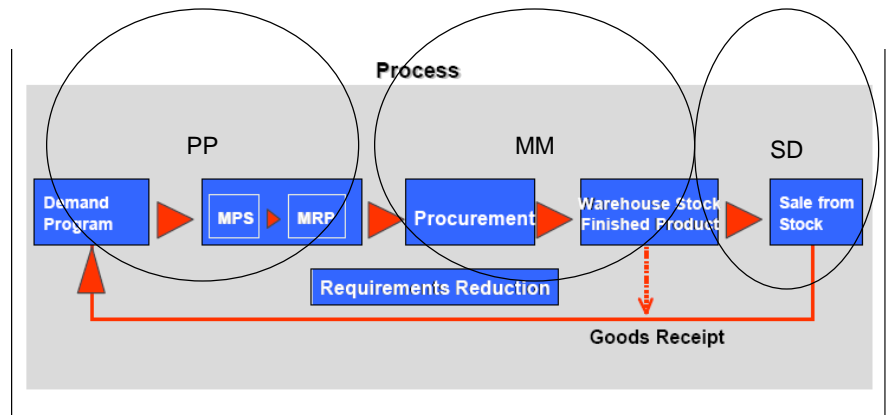 Process
PP
MM
SD
Demand
Program
MPS
MRP
Procurement
Warehouse Stock
Finished Product
Sale from
Stock
Requirements Reduction
Goods Receipt